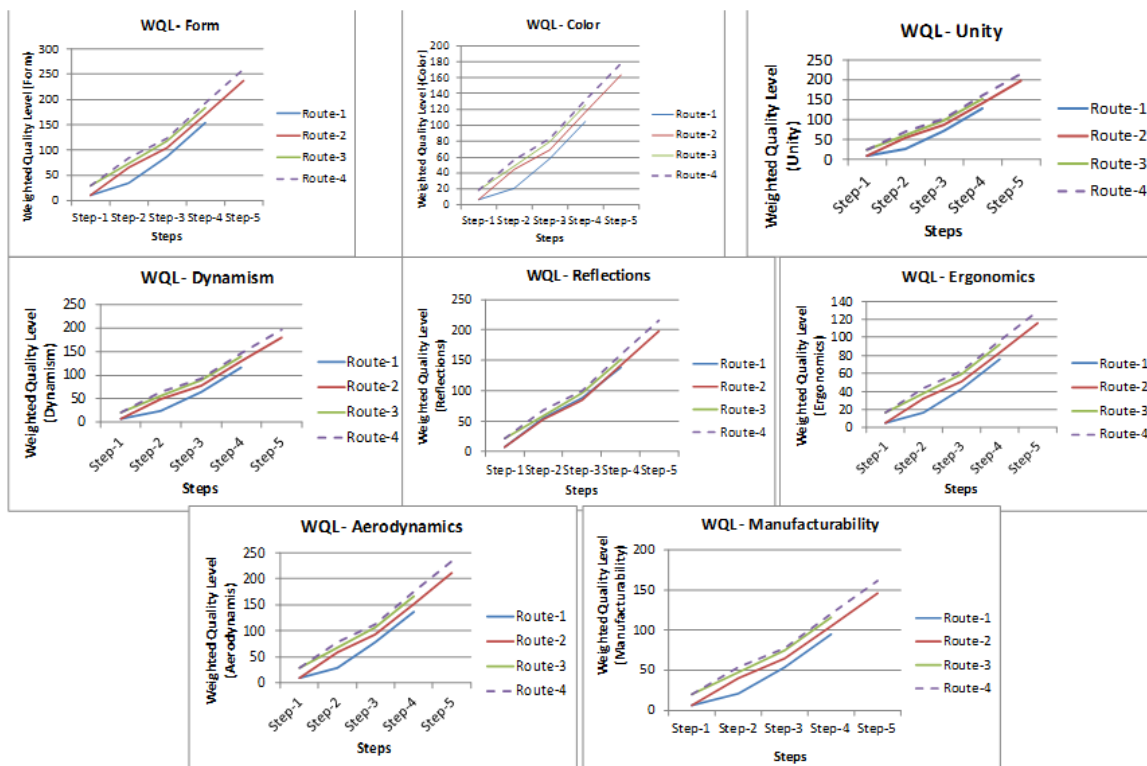 WQL- Form
Weighted Quality Level (Form)
300
250
200
150
100
50
0
Step-1 Step-2 Step-3 Step-4 Step-5
Steps
Route-1
Route-2
Route-3
Route-4
WQL- Color
Weighted Quality Level (Color)
200
180
160
140
120
100
80
60
40
20
0
Step-1 Step-2 Step-3 Step-4 Step-5
Steps
Route-1
Route-2
Route-3
Route-4
WQL- Unity
Weighted Quality Level
(Unity)
250
200
150
100
50
0
Step-1 Step-2 Step-3 Step-4 Step-5
Steps
Route-1
Route-2
Route-3
Route-4
WQL- Dynamism
Weighted Quality Level
(Dynamism)
250
200
150
100
50
0
Step-1 Step-2 Step-3 Step-4 Step-5
Steps
Route-1
Route-2
Route-3
Route-4
WQL- Reflections
Weighted Quality Level
(Reflections)
250
200
150
100
50
0
Step-1 Step-2 Step-3 Step-4 Step-5
Steps
Route-1
Route-2
Route-3
Route-4
WQL- Ergonomics
Weighted Quality Level
(Ergonomics)
140
120
100
80
60
40
20
0
Step-1 Step-2 Step-3 Step-4 Step-5
Steps
Route-1
Route-2
Route-3
Route-4
WQL- Aerodynamics
Weighted Quality Level
(Aerodynamis)
250
200
150
100
50
0
Step-1 Step-2 Step-3 Step-4 Step-5
Steps
Route-1
Route-2
Route-3
Route-4
WQL- Manufacturability
Weighted Quality Level
(Manufacturability)
200
150
100
50
0
Step-1 Step-2 Step-3 Step-4 Step-5
Steps
Route-1
Route-2
Route-3
Route-4